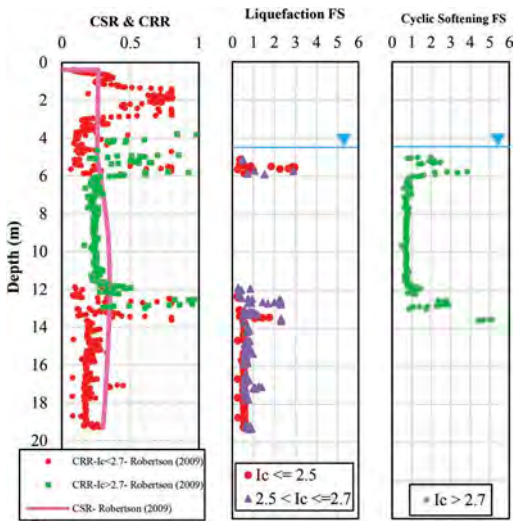 CSR & CRR
0 0.5 1
0
2
4
6
8
10
12
14
16
18
20
Depth (m)
CRR-Ic<2.7- Robertson (2009)
CRR-Ic>2.7- Robertson (2009)
CSR- Robertson (2009)
Liquefaction FS
0 1 2 3 4 5 6
Ic <= 2.5
2.5 < Ic <=2.7
Cyclic Softening FS
0 1 2 3 4 5 6
Ic > 2.7